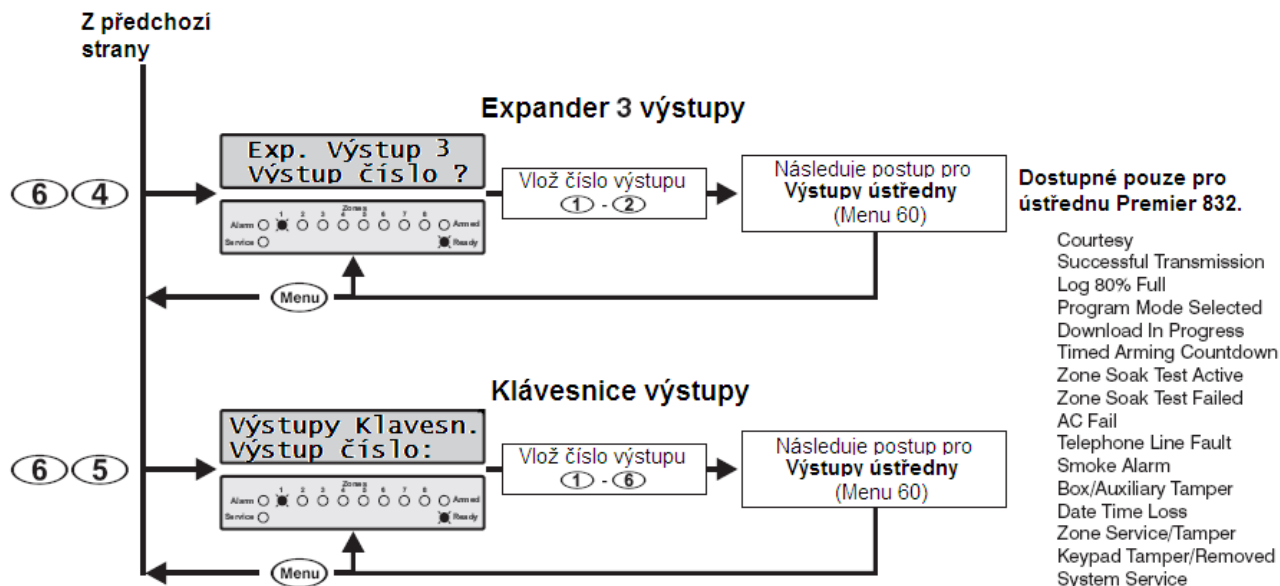 Z předchozí
strany
Expander 3 výstupy
6 4
Exp. Výstup 3
Výstup číslo ?
Zones
1 2 3 4 5 6 7 8
Alarm Armed
Service Ready
Vlož číslo výstupu
1 - 2
Následuje postup pro
Výstupy ústředny
(Menu 60)
Menu
Dostupné pouze pro
ústřednu Premier 832.
Courtesy
Successful Transmission
Log 80% Full
Program Mode Selected
Download In Progress
Timed Arming Countdown
Zone Soak Test Active
Zone Soak Test Failed
AC Fail
Telephone Line Fault
Smoke Alarm
Box/Auxiliary Tamper
Date Time Loss
Zone Service/Tamper
Keypad Tamper/Removed
System Service
Klávesnice výstupy
6 5
Výstupy Klavesn.
Výstup číslo:
Zones
1 2 3 4 5 6 7 8
Alarm Armed
Service Ready
Vlož číslo výstupu
1 - 6
Následuje postup pro
Výstupy ústředny
(Menu 60)
Menu